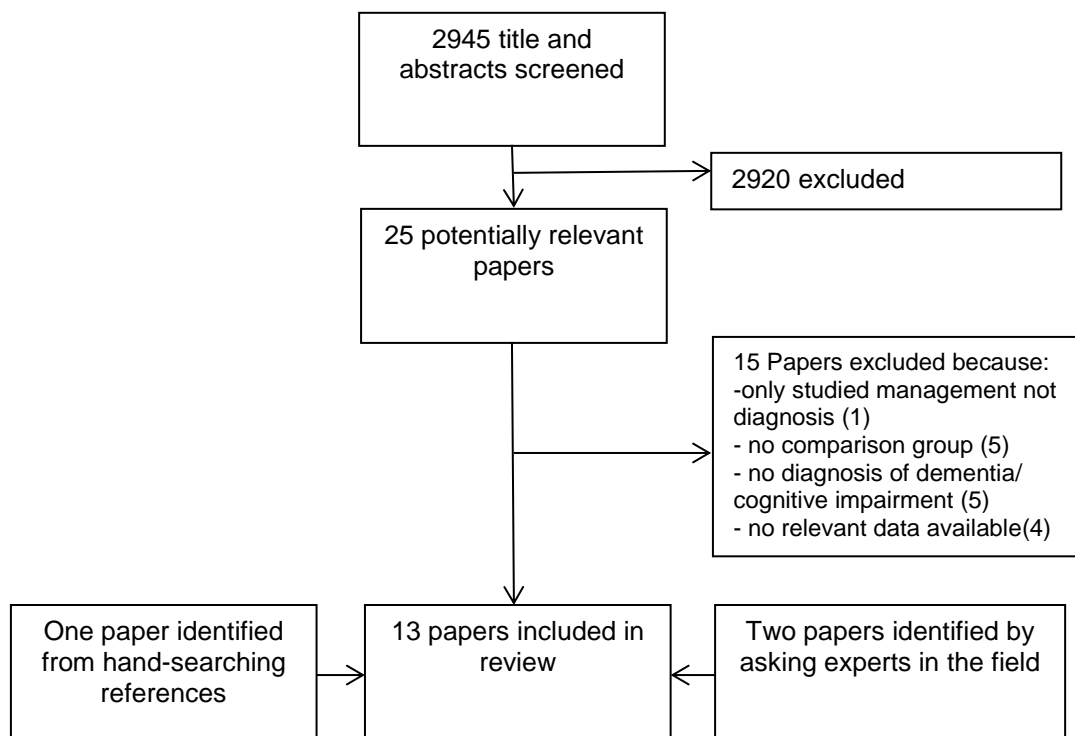 2945 title and
abstracts screened
2920 excluded
25 potentially relevant
papers
15 Papers excluded because:
-only studied management not
diagnosis (1)
- no comparison group (5)
- no diagnosis of dementia/
cognitive impairment (5)
- no relevant data available(4)
One paper identified
from hand-searching
references
13 papers included in
review
Two papers identified by
asking experts in the field